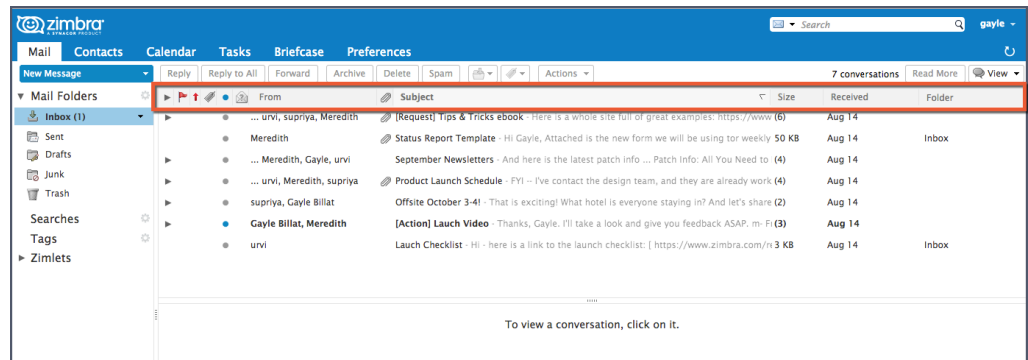 zimbra
A SYNACOR PRODUCT
Search
gayle
Mail Contacts Calendar Tasks Briefcase Preferences
New Message Reply Reply to All Forward Archive Delete Spam Actions 7 conversations Read More View
Mail Folders
From Subject Size Received Folder
Inbox (1)
... urvi, supriya, Meredith [Request] Tips & Tricks ebook - Here is a whole site full of great examples: https://www (6) Aug 14
Sent
Meredith Status Report Template - Hi Gayle, Attached is the new form we will be using tor weekly 50 KB Aug 14 Inbox
Drafts
... Meredith, Gayle, urvi September Newsletters - And here is the latest patch info ... Patch Info: All You Need to (4) Aug 14
Junk
... urvi, Meredith, supriya Product Launch Schedule - FYI -- I've contact the design team, and they are already work (4) Aug 14
Trash
supriya, Gayle Billat Offsite October 3-4! - That is exciting! What hotel is everyone staying in? And let's share (2) Aug 14
Searches
Gayle Billat, Meredith [Action] Lauch Video - Thanks, Gayle. I'll take a look and give you feedback ASAP. m- Fr (3) Aug 14
Tags
urvi Lauch Checklist - Hi - here is a link to the launch checklist: [ https://www.zimbra.com/re 3 KB Aug 14 Inbox
Zimlets
To view a conversation, click on it.